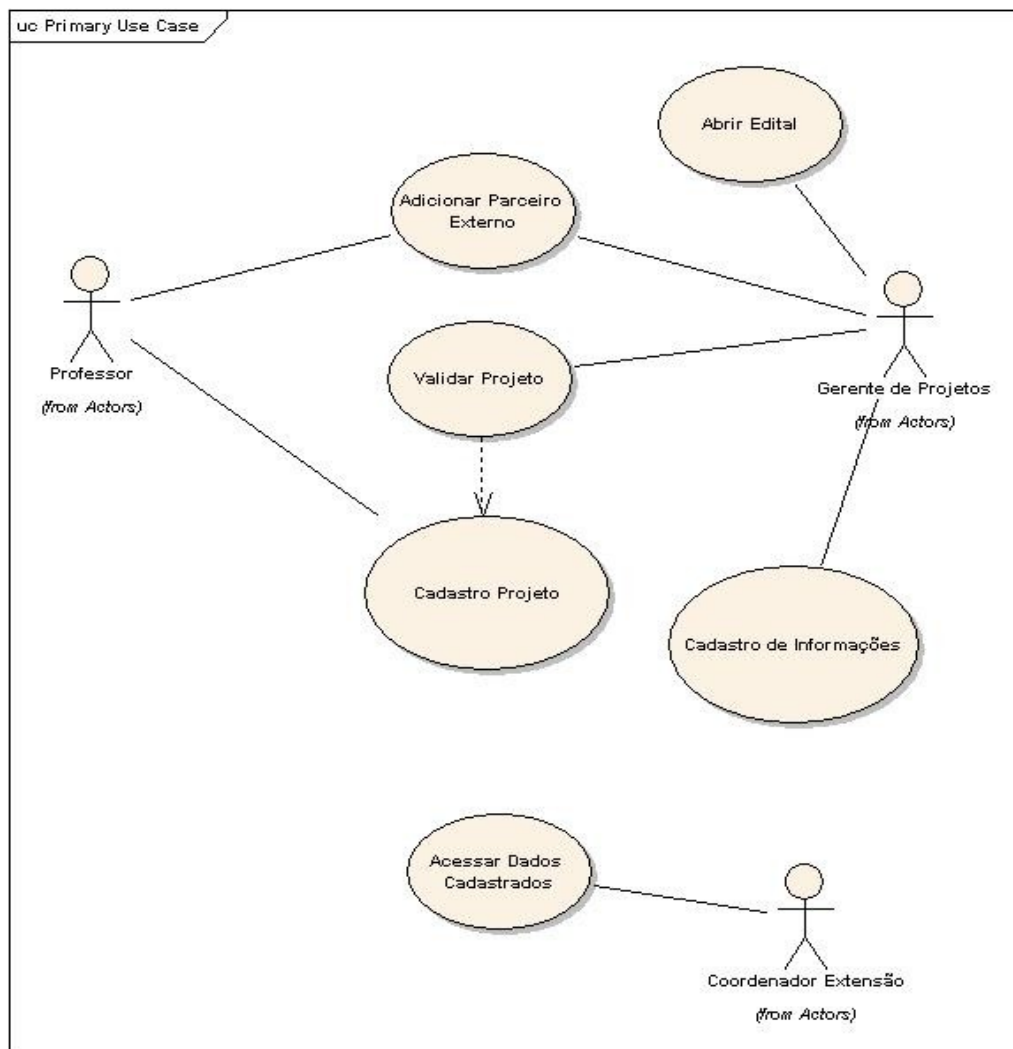 uc Primary Use Case
Abrir Edital
Adicionar Parceiro
Externo
Professor
(from Actors)
Validar Projeto
Gerente de Projetos
(from Actors)
Cadastro Projeto
Cadastro de Informações
Acessar Dados
Cadastrados
Coordenador Extensão
(from Actors)